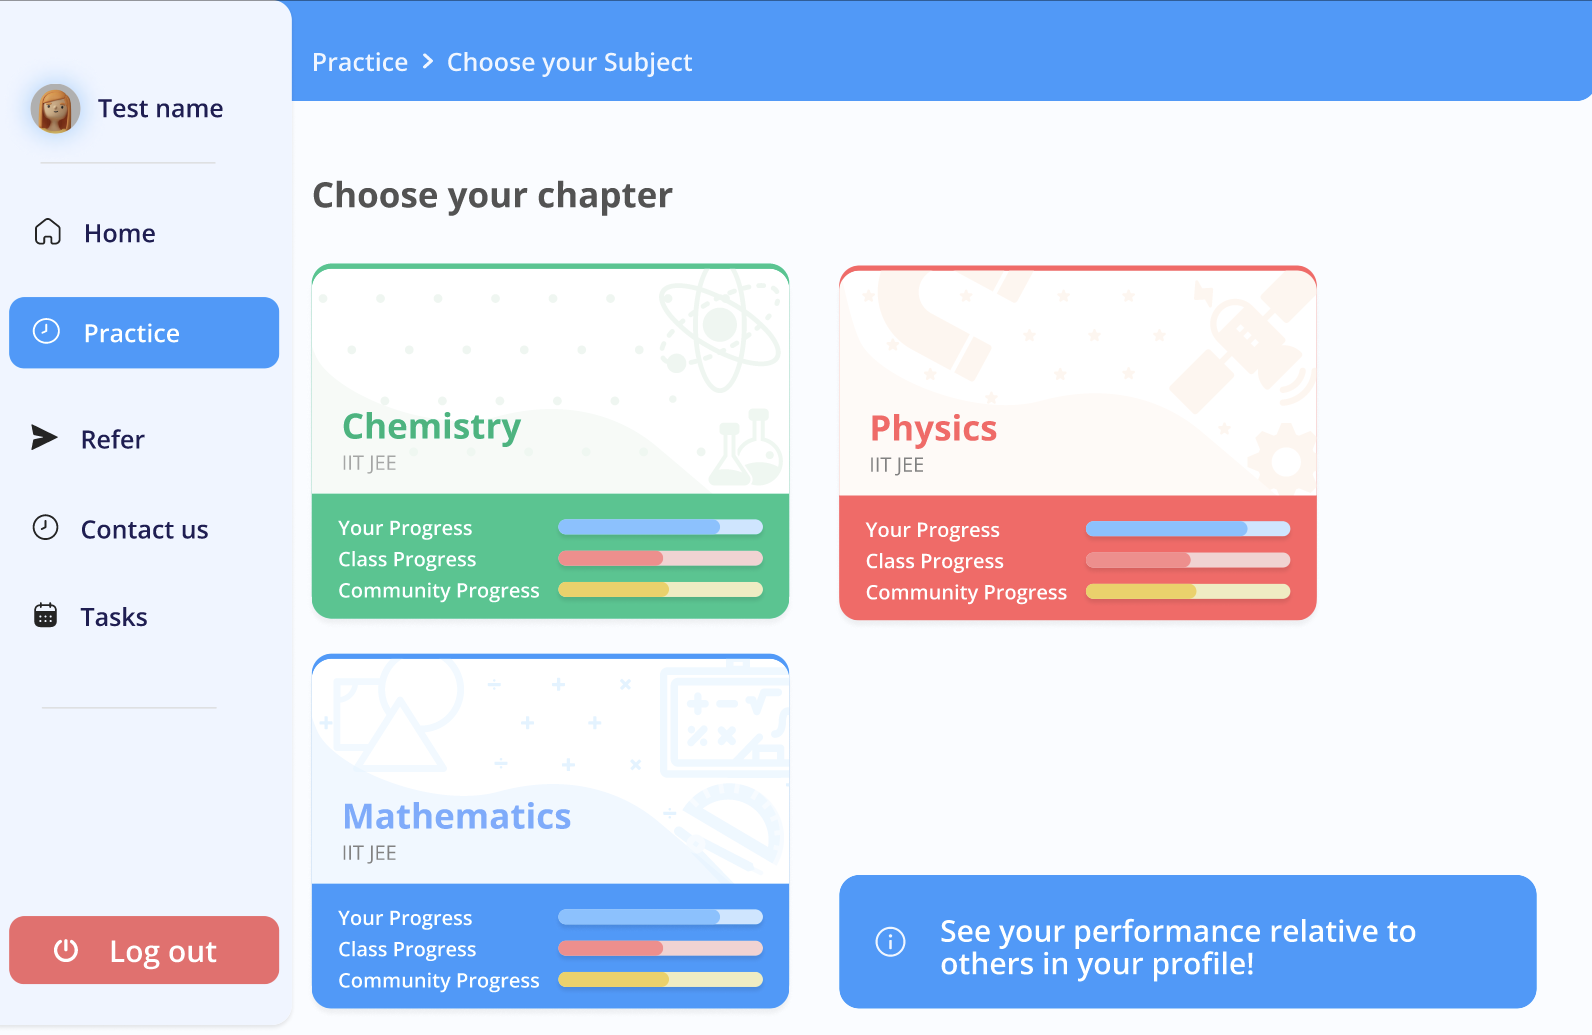 Test name
Home
Practice
Refer
Contact us
Tasks
Log out
Practice > Choose your Subject
Choose your chapter
Chemistry
IIT JEE
Your Progress
Class Progress
Community Progress
Physics
IIT JEE
Your Progress
Class Progress
Community Progress
Mathematics
IIT JEE
Your Progress
Class Progress
Community Progress
See your performance relative to
others in your profile!